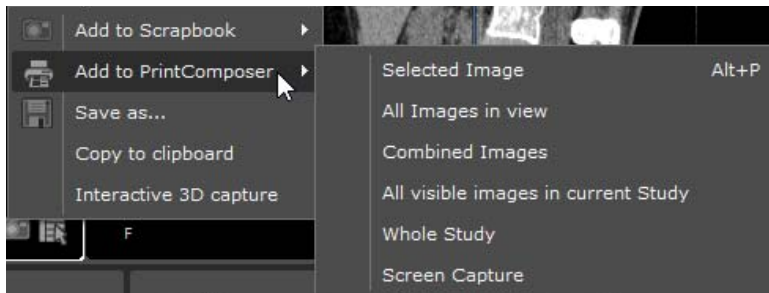 Add to Scrapbook
Add to PrintComposer
Save as...
Copy to clipboard
Interactive 3D capture
F
Selected Image Alt+P
All Images in view
Combined Images
All visible images in current Study
Whole Study
Screen Capture